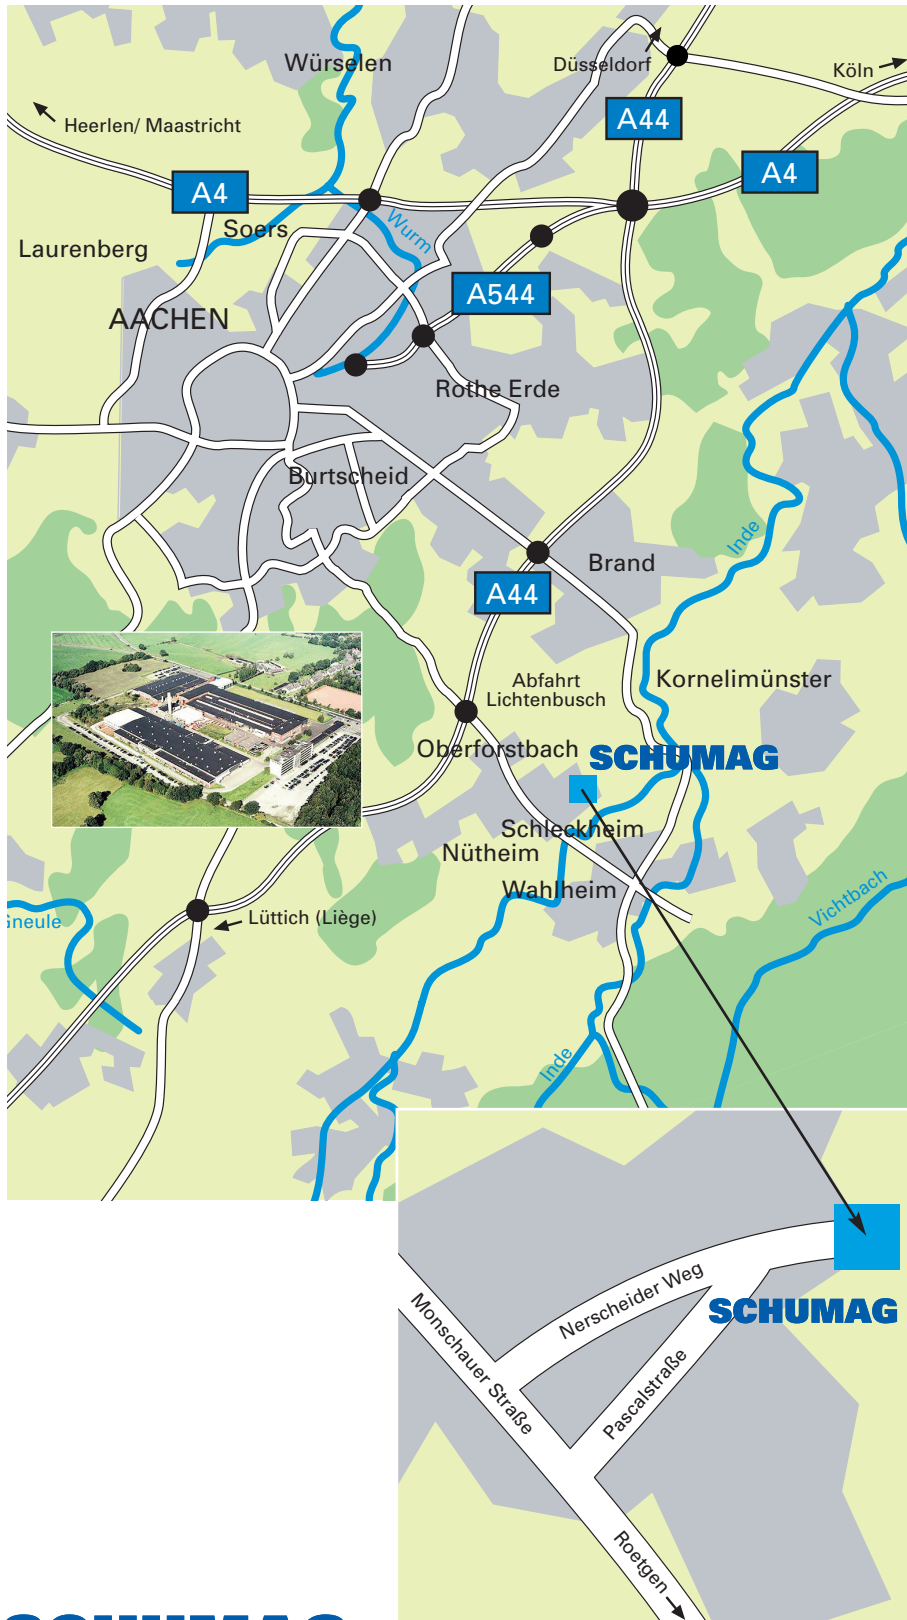 Würselen
Düsseldorf
Köln
Heerlen/ Maastricht
A44
A4
A4
Soers
Wurm
Laurenberg
A544
AACHEN
Rothe Erde
Burtscheid
Inde
Brand
A44
Abfahrt
Lichtenbusch
Kornelimünster
Oberforstbach
SCHUMAG
Schleckheim
Nütheim
Wahlheim
Vichtbach
Gneule
Lüttich (Liège)
Inde
Nerscheider Weg
SCHUMAG
Monschauer Straße
Pascalstraße
Roetgen
SCHUMAG